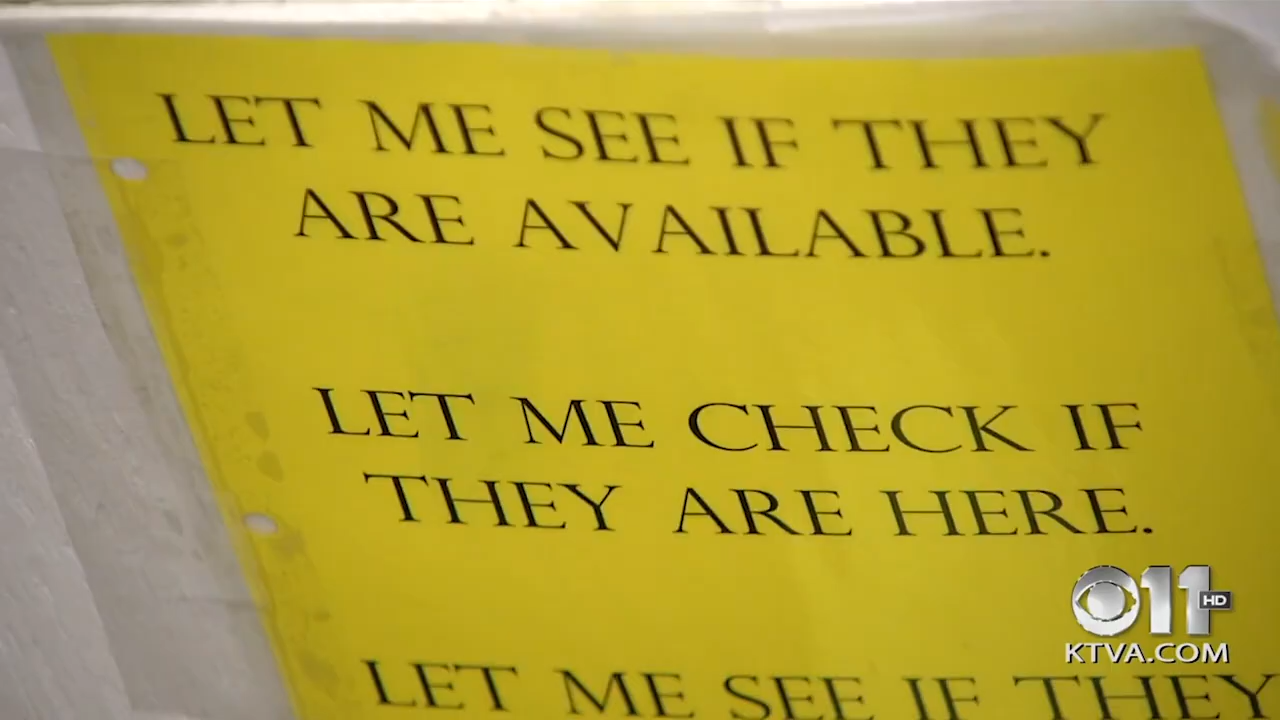 LET ME SEE IF THEY
ARE AVAILABLE.
LET ME CHECK IF
THEY ARE HERE.
LET ME SEE IF THEY
11 HD
KTVA.COM